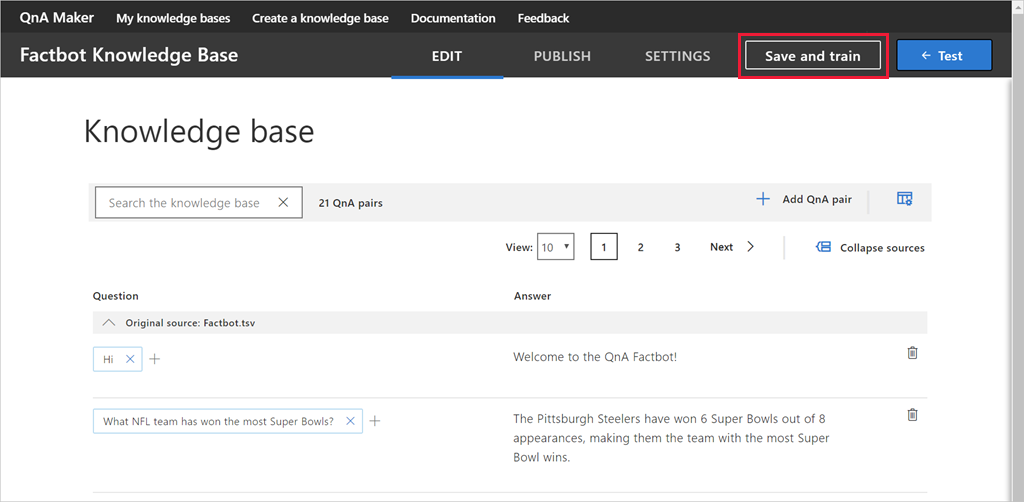 QnA Maker My knowledge bases Create a knowledge base Documentation Feedback
Factbot Knowledge Base EDIT PUBLISH SETTINGS Save and train ← Test
Knowledge base
Search the knowledge base 21 QnA pairs Add QnA pair
View: 10 1 2 3 Next Collapse sources
Question Answer
Original source: Factbot.tsv
Hi Welcome to the QnA Factbot!
What NFL team has won the most Super Bowls? The Pittsburgh Steelers have won 6 Super Bowls out of 8
appearances, making them the team with the most Super
Bowl wins.